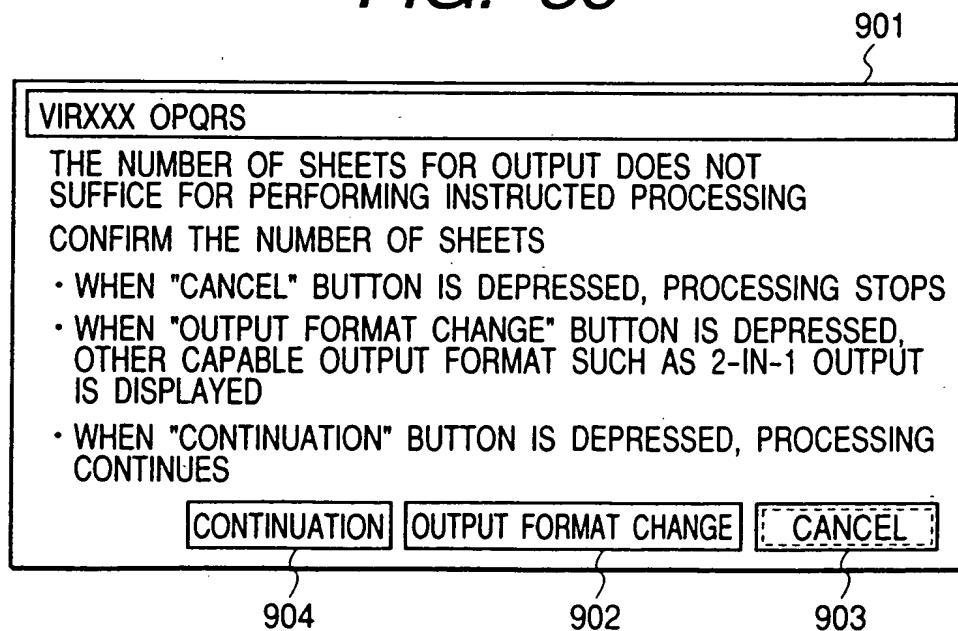 901
VIRXXX OPQRS
THE NUMBER OF SHEETS FOR OUTPUT DOES NOT
SUFFICE FOR PERFORMING INSTRUCTED PROCESSING
CONFIRM THE NUMBER OF SHEETS
· WHEN "CANCEL" BUTTON IS DEPRESSED, PROCESSING STOPS
· WHEN "OUTPUT FORMAT CHANGE" BUTTON IS DEPRESSED,
OTHER CAPABLE OUTPUT FORMAT SUCH AS 2-IN-1 OUTPUT
IS DISPLAYED
· WHEN "CONTINUATION" BUTTON IS DEPRESSED, PROCESSING
CONTINUES
CONTINUATION OUTPUT FORMAT CHANGE CANCEL
904 902 903